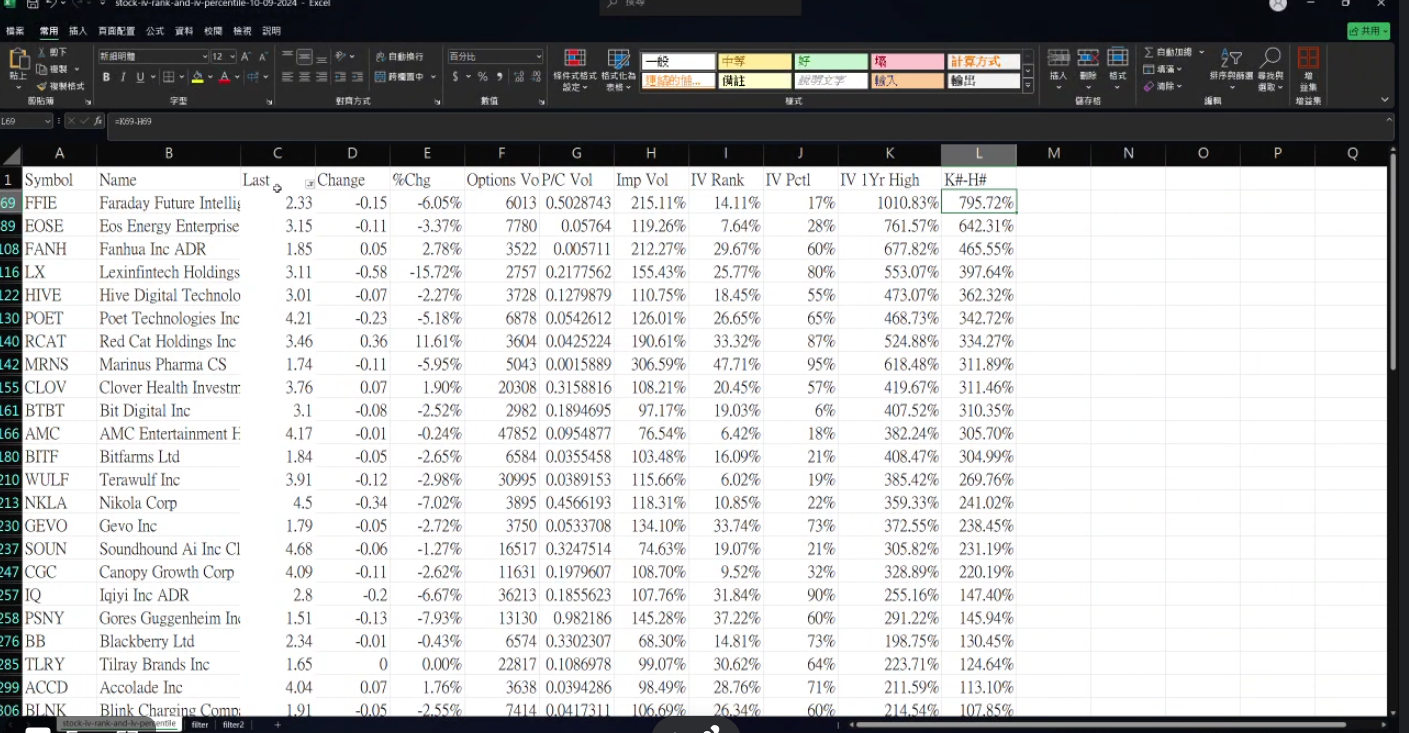 stock-iv-rank-and-iv-percentile-10-09-2024 - Excel
搜尋
檔案 常用 插入 頁面配置 公式 資料 校閱 檢視 說明 共用
貼上 剪下 複製 複製格式 新細明體 12 B I U 自動換行 跨欄置中 百分比 $ % 條件式格式設定 格式化為表格 一般 中等 好 壞 計算方式 備註 說明文字 輸入 輸出 插入 刪除 格式 自動加總 填滿 清除 排序與篩選 尋找與選取 增益集
剪貼簿 字型 對齊方式 數值 樣式 儲存格 編輯 增益集
L69 fx =K69-H69
A B C D E F G H I J K L M N O P Q
1 Symbol Name Last Change %Chg Options Vo P/C Vol Imp Vol IV Rank IV Pctl IV 1Yr High K#-H#
69 FFIE Faraday Future Intellig 2.33 -0.15 -6.05% 6013 0.5028743 215.11% 14.11% 17% 1010.83% 795.72%
89 EOSE Eos Energy Enterprise 3.15 -0.11 -3.37% 7780 0.05764 119.26% 7.64% 28% 761.57% 642.31%
108 FANH Fanhua Inc ADR 1.85 0.05 2.78% 3522 0.005711 212.27% 29.67% 60% 677.82% 465.55%
116 LX Lexinfintech Holdings 3.11 -0.58 -15.72% 2757 0.2177562 155.43% 25.77% 80% 553.07% 397.64%
122 HIVE Hive Digital Technolo 3.01 -0.07 -2.27% 3728 0.1279879 110.75% 18.45% 55% 473.07% 362.32%
130 POET Poet Technologies Inc 4.21 -0.23 -5.18% 6878 0.0542612 126.01% 26.65% 65% 468.73% 342.72%
140 RCAT Red Cat Holdings Inc 3.46 0.36 11.61% 3604 0.0425224 190.61% 33.32% 87% 524.88% 334.27%
142 MRNS Marinus Pharma CS 1.74 -0.11 -5.95% 5043 0.0015889 306.59% 47.71% 95% 618.48% 311.89%
155 CLOV Clover Health Investm 3.76 0.07 1.90% 20308 0.3158816 108.21% 20.45% 57% 419.67% 311.46%
161 BTBT Bit Digital Inc 3.1 -0.08 -2.52% 2982 0.1894695 97.17% 19.03% 6% 407.52% 310.35%
166 AMC AMC Entertainment H 4.17 -0.01 -0.24% 47852 0.0954877 76.54% 6.42% 18% 382.24% 305.70%
180 BITF Bitfarms Ltd 1.84 -0.05 -2.65% 6584 0.0355458 103.48% 16.09% 21% 408.47% 304.99%
210 WULF Terawulf Inc 3.91 -0.12 -2.98% 30995 0.0389153 115.66% 6.02% 19% 385.42% 269.76%
213 NKLA Nikola Corp 4.5 -0.34 -7.02% 3895 0.4566193 118.31% 10.85% 22% 359.33% 241.02%
230 GEVO Gevo Inc 1.79 -0.05 -2.72% 3750 0.0533708 134.10% 33.74% 73% 372.55% 238.45%
237 SOUN Soundhound Ai Inc Cl 4.68 -0.06 -1.27% 16517 0.3247514 74.63% 19.07% 21% 305.82% 231.19%
247 CGC Canopy Growth Corp 4.09 -0.11 -2.62% 11631 0.1979607 108.70% 9.52% 32% 328.89% 220.19%
257 IQ Iqiyi Inc ADR 2.8 -0.2 -6.67% 36213 0.1855623 107.76% 31.84% 90% 255.16% 147.40%
258 PSNY Gores Guggenheim Inc 1.51 -0.13 -7.93% 13130 0.982186 145.28% 37.22% 60% 291.22% 145.94%
276 BB Blackberry Ltd 2.34 -0.01 -0.43% 6574 0.3302307 68.30% 14.81% 73% 198.75% 130.45%
285 TLRY Tilray Brands Inc 1.65 0 0.00% 22817 0.1086978 99.07% 30.62% 64% 223.71% 124.64%
299 ACCD Accolade Inc 4.04 0.07 1.76% 3638 0.0394286 98.49% 28.76% 71% 211.59% 113.10%
306 BLNK Blink Charging Comp 1.91 -0.05 -2.55% 7414 0.0417311 106.69% 26.34% 60% 214.54% 107.85%
stock-iv-rank-and-iv-percentile filter filter2